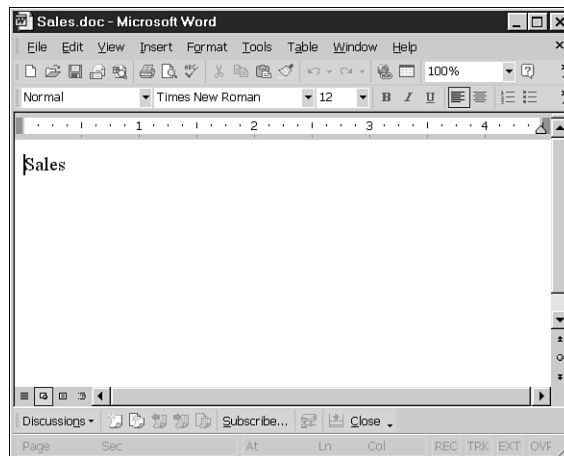 Sales.doc - Microsoft Word
File Edit View Insert Format Tools Table Window Help
100%
Normal Times New Roman 12 B I U
1 2 3 4
Sales
Discussions Subscribe... Close
Page Sec At Ln Col REC TRK EXT OVR